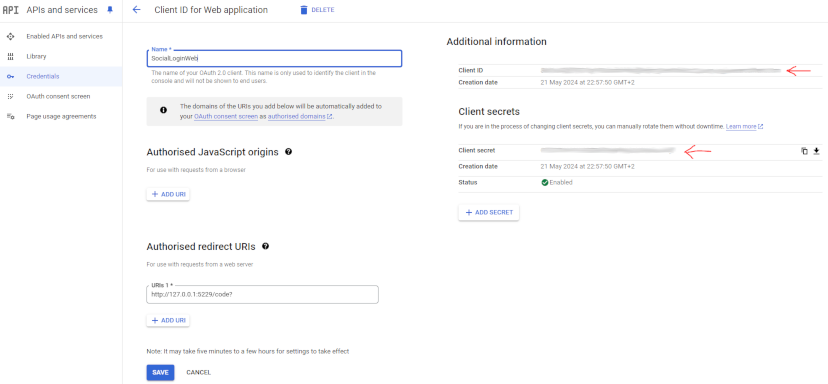 API APIs and services
Client ID for Web application
DELETE
Enabled APIs and services
Library
Credentials
OAuth consent screen
Page usage agreements
Name *
SocialLoginWeb
The name of your OAuth 2.0 client. This name is only used to identify the client in the
console and will not be shown to end users.
The domains of the URIs you add below will be automatically added to
your OAuth consent screen as authorised domains.
Authorised JavaScript origins
For use with requests from a browser
+ ADD URI
Authorised redirect URIs
For use with requests from a web server
URIs 1 *
http://127.0.0.1:5229/code?
+ ADD URI
Note: It may take five minutes to a few hours for settings to take effect
SAVE
CANCEL
Additional information
Client ID
Creation date 21 May 2024 at 22:57:50 GMT+2
Client secrets
If you are in the process of changing client secrets, you can manually rotate them without downtime. Learn more
Client secret
Creation date 21 May 2024 at 22:57:50 GMT+2
Status Enabled
+ ADD SECRET